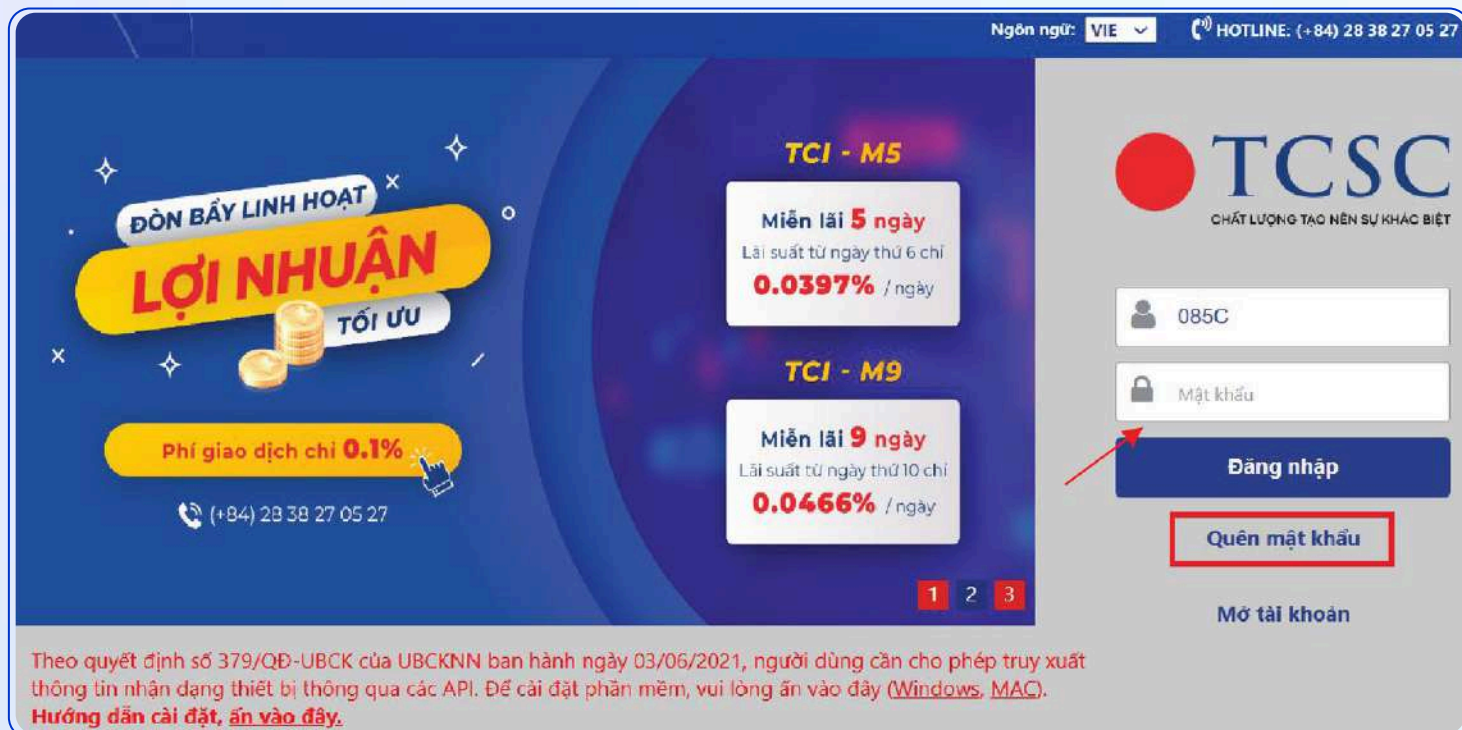 Ngôn ngữ: VIE HOTLINE: (+84) 28 38 27 05 27
ĐÒN BẨY LINH HOẠT
LỢI NHUẬN
TỐI ƯU
Phí giao dịch chỉ 0.1%
(+84) 28 38 27 05 27
TCI - M5
Miễn lãi 5 ngày
Lãi suất từ ngày thứ 6 chỉ
0.0397% / ngày
TCI - M9
Miễn lãi 9 ngày
Lãi suất từ ngày thứ 10 chỉ
0.0466% / ngày
1 2 3
TCSC
CHẤT LƯỢNG TẠO NÊN SỰ KHÁC BIỆT
085C
Mật khẩu
Đăng nhập
Quên mật khẩu
Mở tài khoản
Theo quyết định số 379/QĐ-UBCK của UBCKNN ban hành ngày 03/06/2021, người dùng cần cho phép truy xuất
thông tin nhận dạng thiết bị thông qua các API. Để cài đặt phần mềm, vui lòng ấn vào đây (Windows, MAC).
Hướng dẫn cài đặt, ấn vào đây.